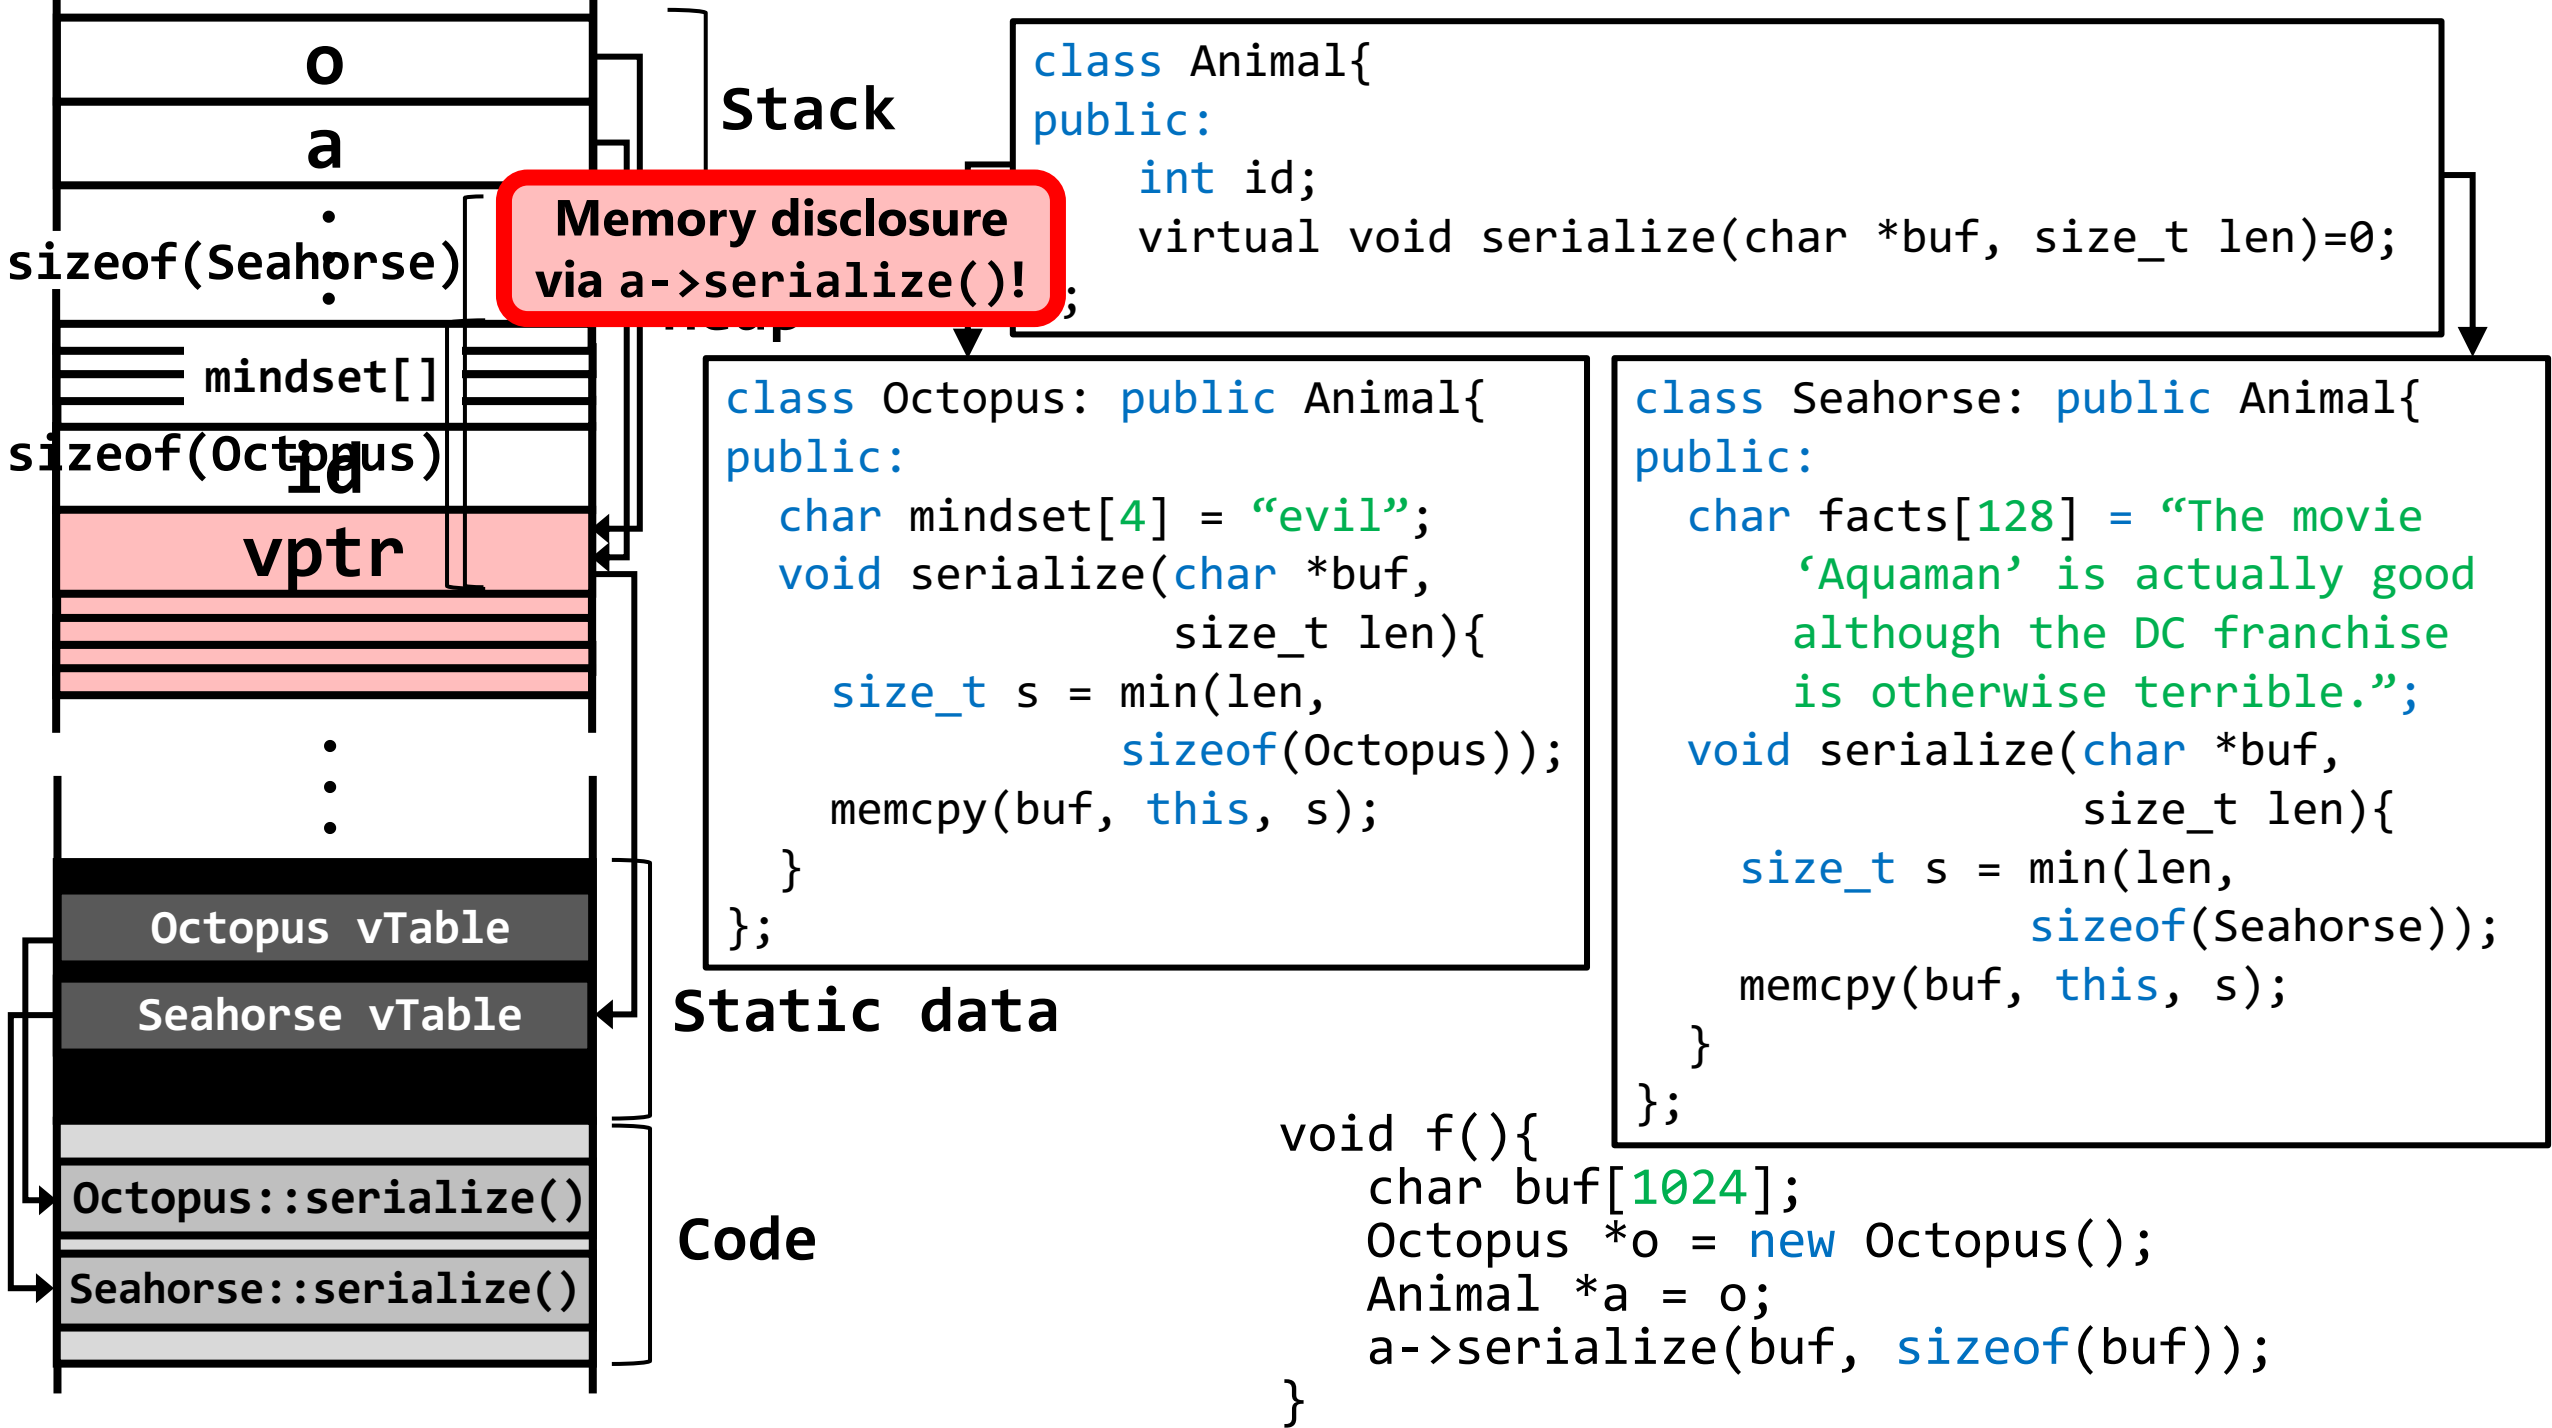 o
a
Stack
sizeof(Seahorse)
Memory disclosure
via a->serialize()!
mindset[]
sizeof(Octopus)
id
vptr
Octopus vTable
Seahorse vTable
Static data
Octopus::serialize()
Seahorse::serialize()
Code
class Animal{
public:
    int id;
    virtual void serialize(char *buf, size_t len)=0;
;
class Octopus: public Animal{
public:
  char mindset[4] = “evil”;
  void serialize(char *buf,
                 size_t len){
    size_t s = min(len,
               sizeof(Octopus));
    memcpy(buf, this, s);
  }
};
class Seahorse: public Animal{
public:
  char facts[128] = “The movie
      ‘Aquaman’ is actually good
      although the DC franchise
      is otherwise terrible.”;
  void serialize(char *buf,
                 size_t len){
    size_t s = min(len,
               sizeof(Seahorse));
    memcpy(buf, this, s);
  }
};
void f(){
   char buf[1024];
   Octopus *o = new Octopus();
   Animal *a = o;
   a->serialize(buf, sizeof(buf));
}